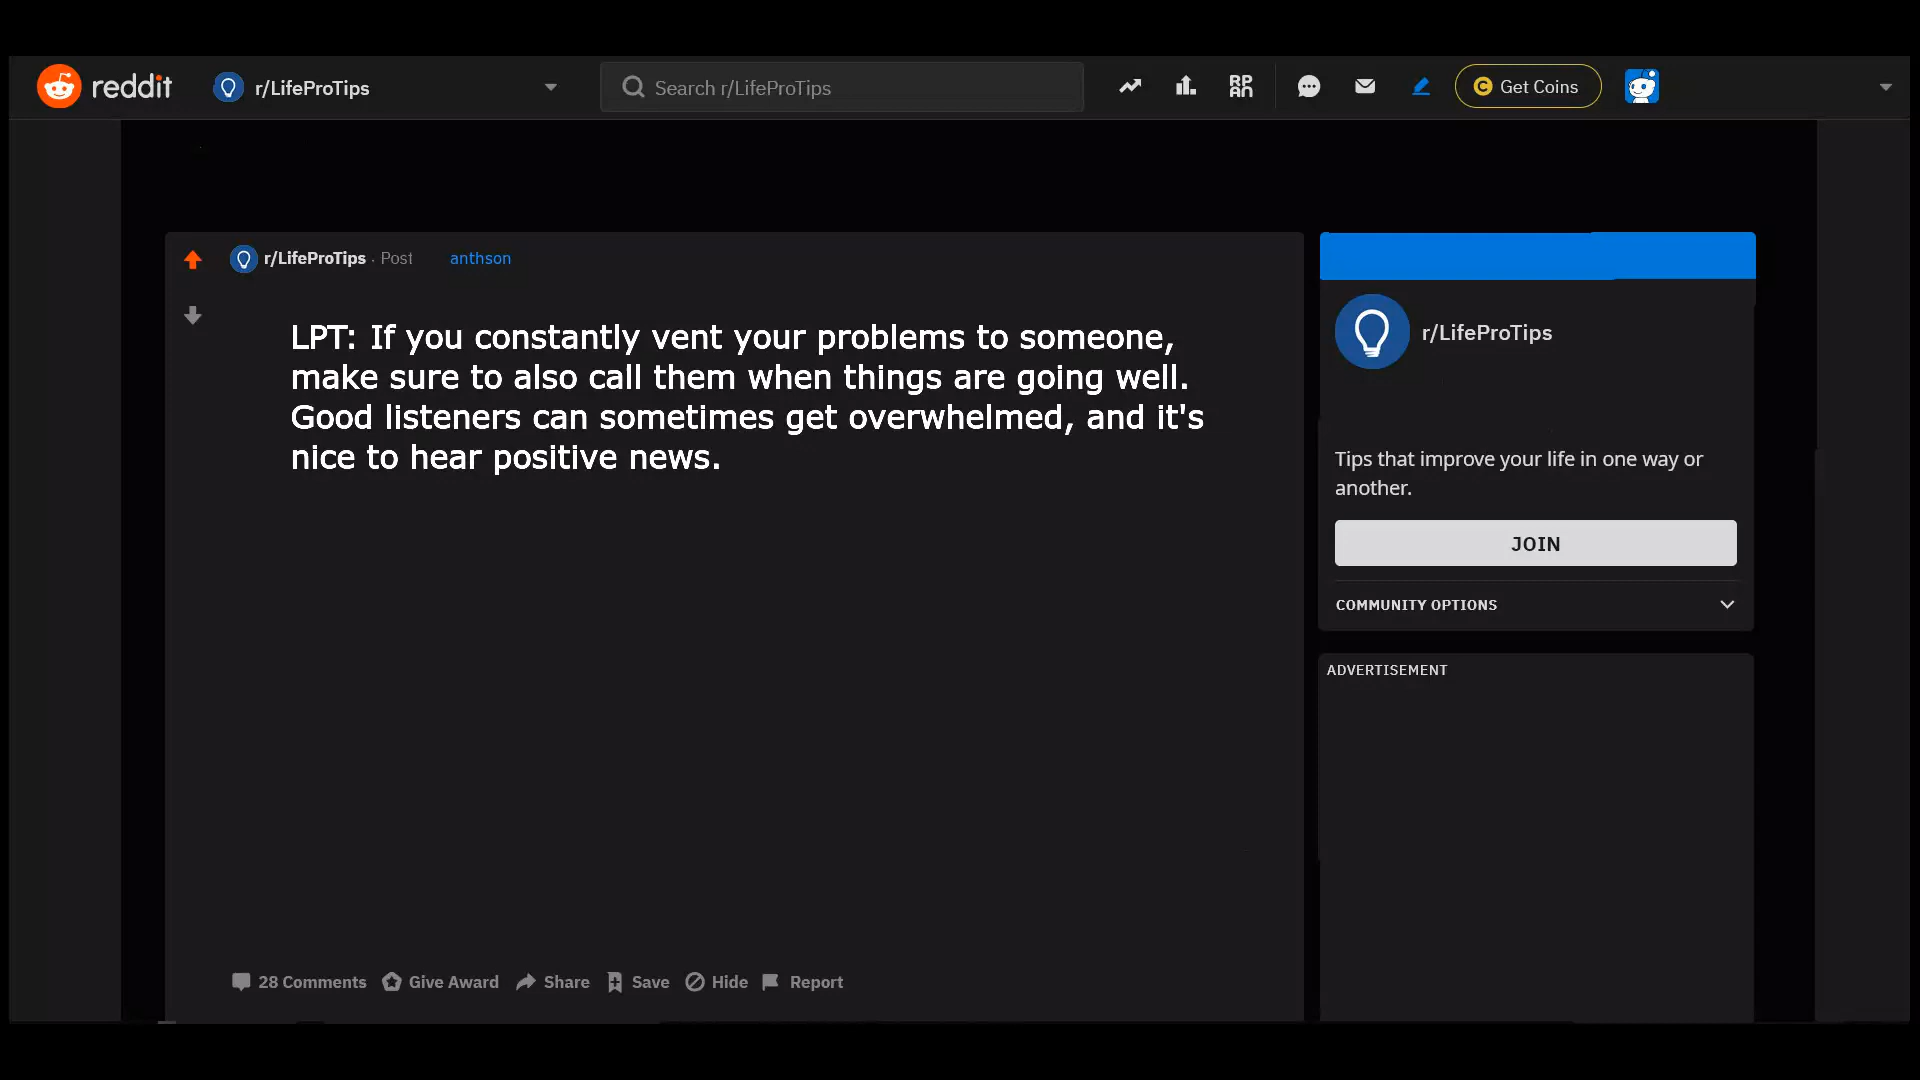 reddit
r/LifeProTips
Search r/LifeProTips
RPAN
Get Coins
r/LifeProTips · Post anthson
LPT: If you constantly vent your problems to someone,
make sure to also call them when things are going well.
Good listeners can sometimes get overwhelmed, and it's
nice to hear positive news.
28 Comments Give Award Share Save Hide Report
r/LifeProTips
Tips that improve your life in one way or
another.
JOIN
COMMUNITY OPTIONS
ADVERTISEMENT